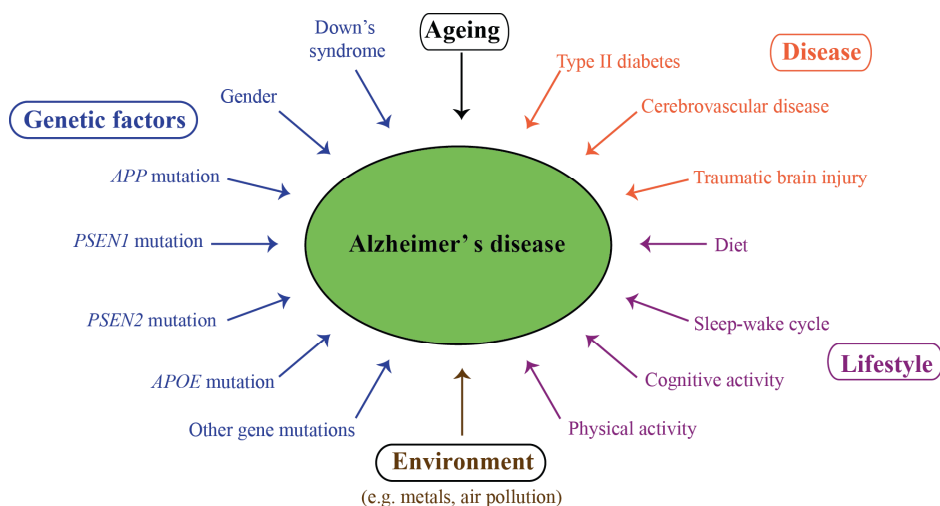 Down's
syndrome
Ageing
Disease
Type II diabetes
Gender
Cerebrovascular disease
Genetic factors
APP mutation
Traumatic brain injury
PSEN1 mutation
Alzheimer's disease
Diet
PSEN2 mutation
Sleep-wake cycle
Lifestyle
APOE mutation
Cognitive activity
Other gene mutations
Physical activity
Environment
(e.g. metals, air pollution)